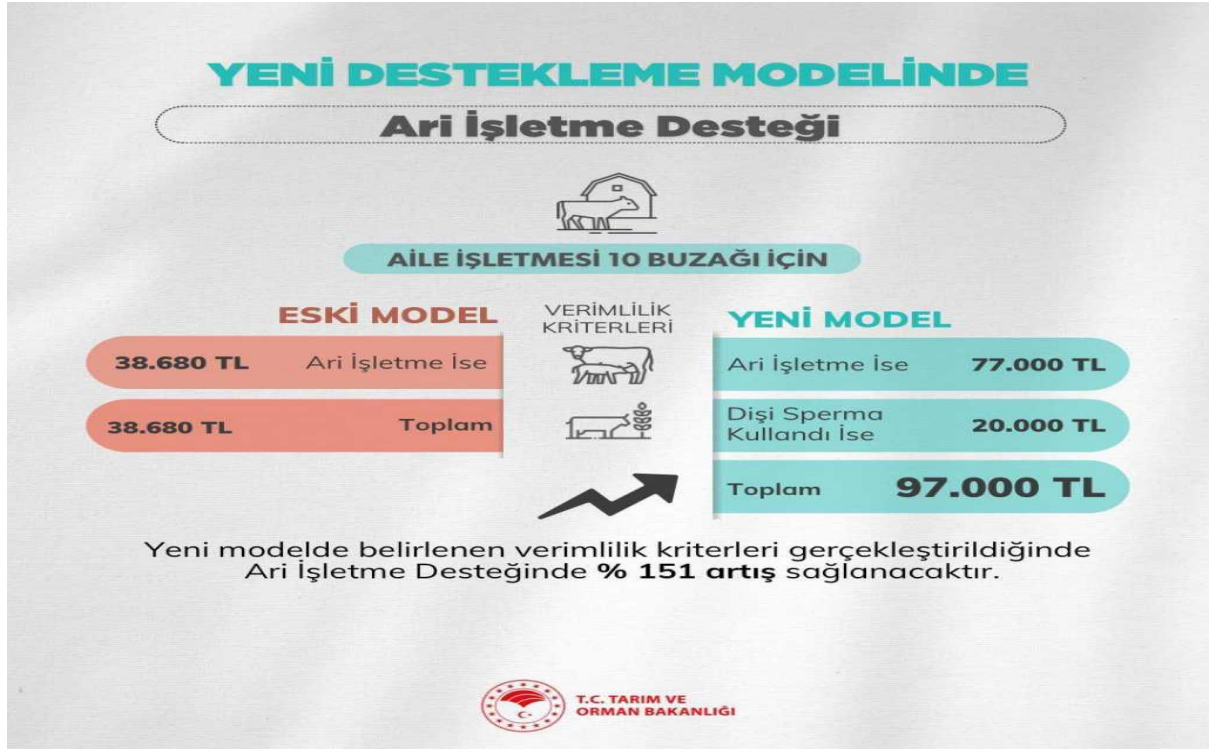 YENİ DESTEKLEME MODELİNDE
Ari İşletme Desteği
AİLE İŞLETMESİ 10 BUZAĞI İÇİN
ESKİ MODEL
38.680 TL Ari İşletme İse
38.680 TL Toplam
VERİMLİLİK
KRİTERLERİ
YENİ MODEL
Ari İşletme İse 77.000 TL
Dişi Sperma
Kullandı İse 20.000 TL
Toplam 97.000 TL
Yeni modelde belirlenen verimlilik kriterleri gerçekleştirildiğinde
Ari İşletme Desteğinde % 151 artış sağlanacaktır.
T.C. TARIM VE
ORMAN BAKANLIĞI